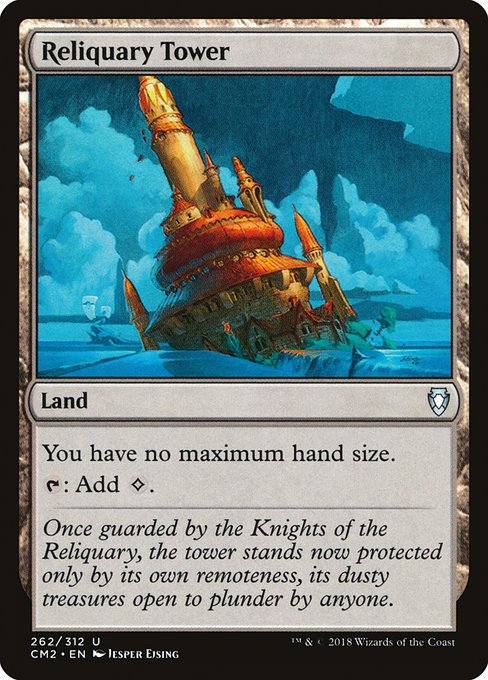 Reliquary Tower
Land
You have no maximum hand size.
: Add .
Once guarded by the Knights of the
Reliquary, the tower stands now protected
only by its own remoteness, its dusty
treasures open to plunder by anyone.
262/312 U
CM2 • EN Jesper Eising
™ & © 2018 Wizards of the Coast